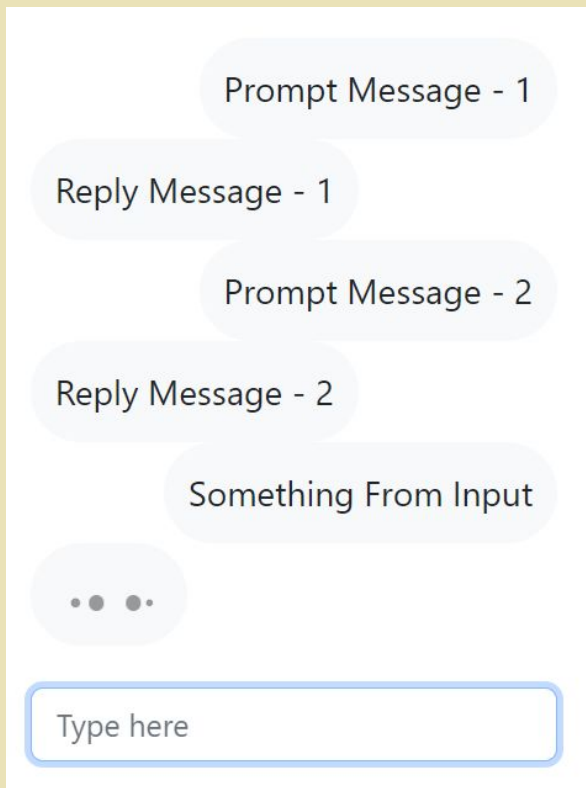 Prompt Message - 1
Reply Message - 1
Prompt Message - 2
Reply Message - 2
Something From Input
Type here